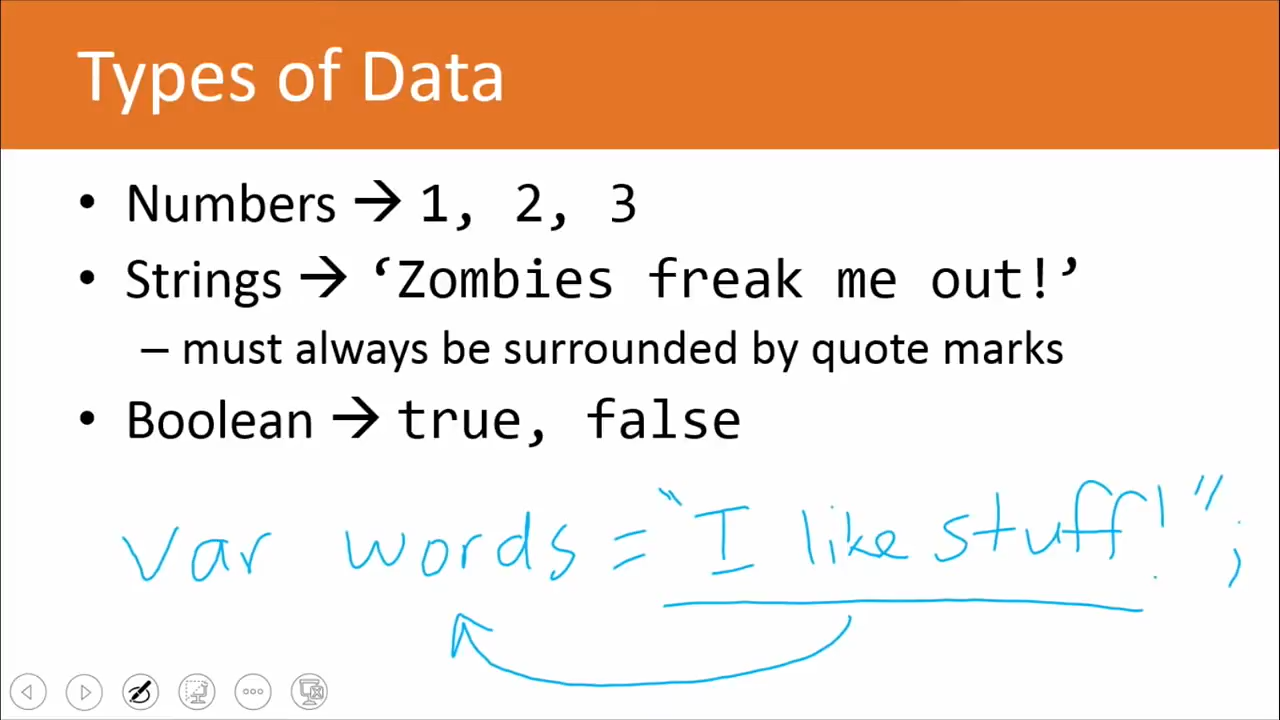 Types of Data
• Numbers → 1, 2, 3
• Strings → ‘Zombies freak me out!’
– must always be surrounded by quote marks
• Boolean → true, false
var words = "I like stuff!";